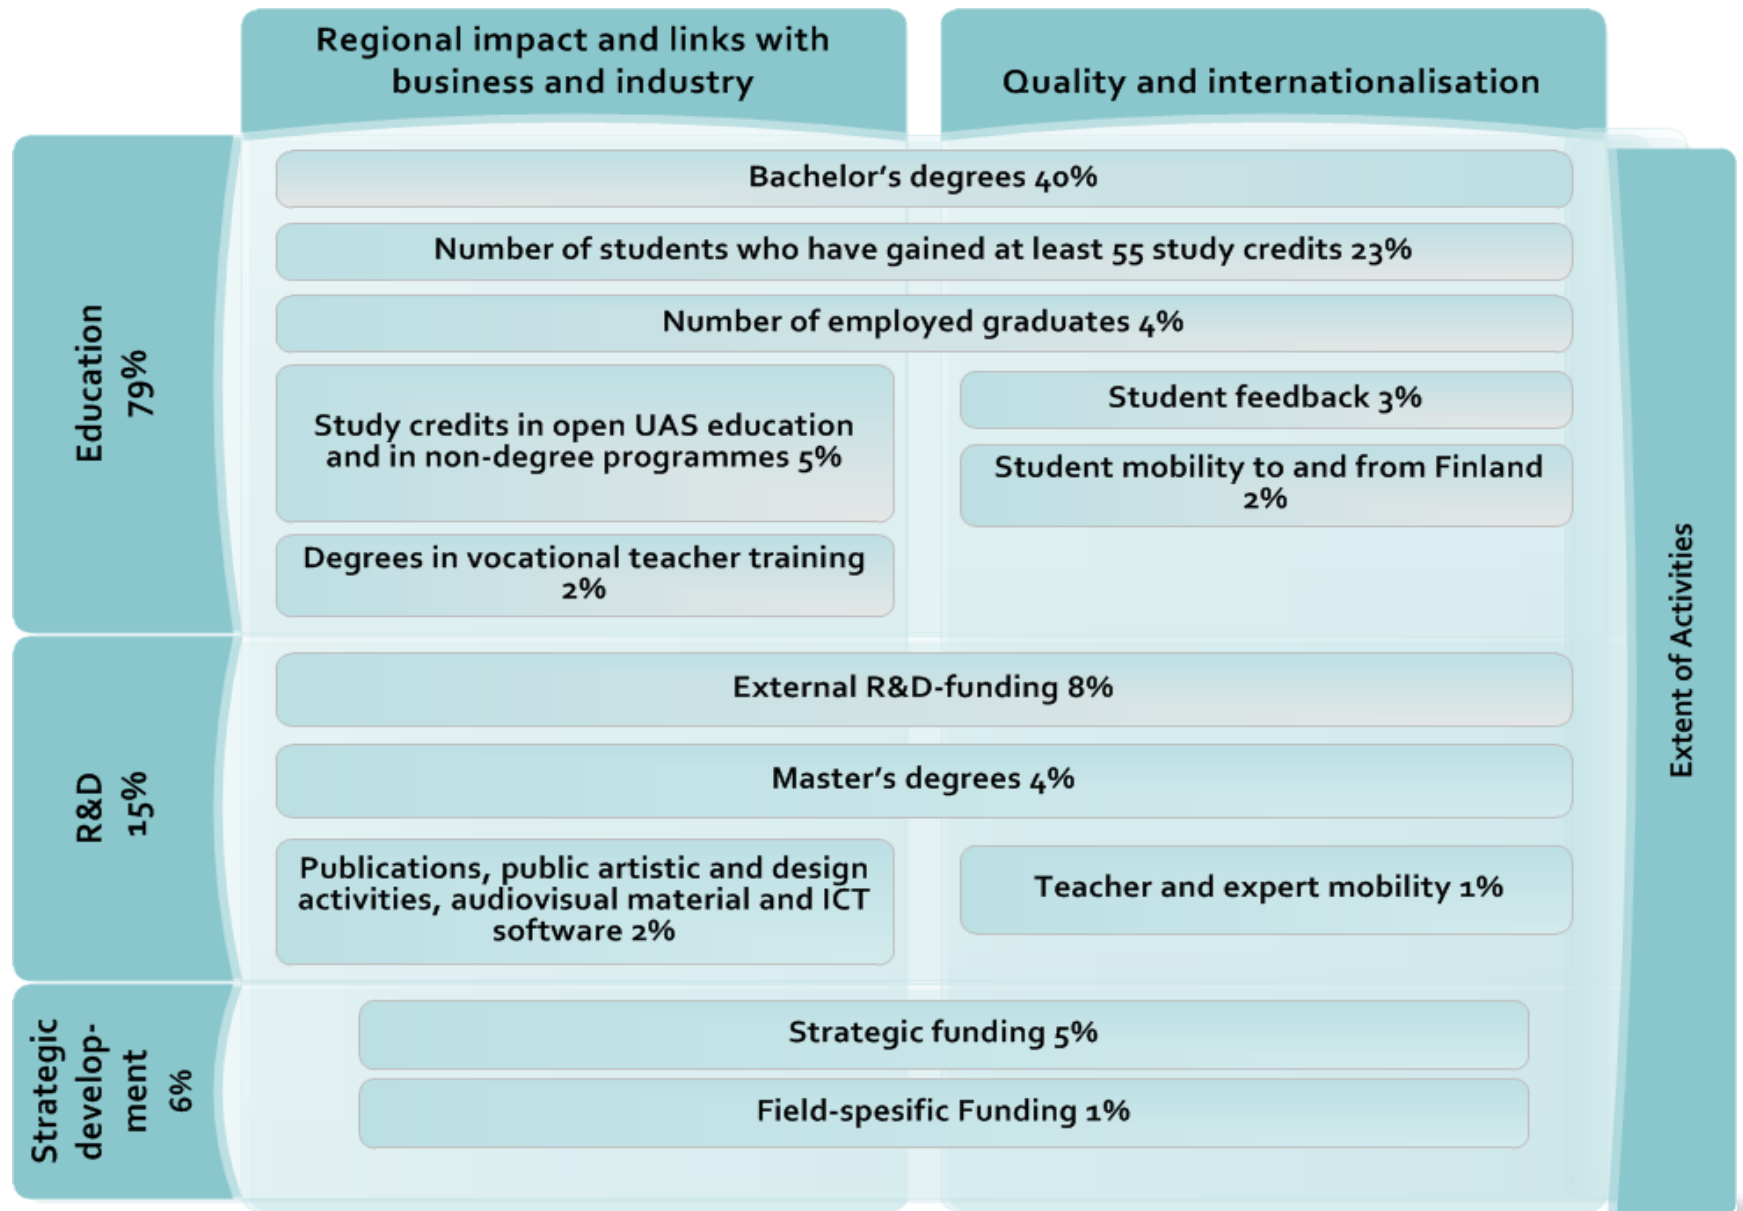 Regional impact and links with
business and industry
Quality and internationalisation
Education
79%
Bachelor's degrees 40%
Number of students who have gained at least 55 study credits 23%
Number of employed graduates 4%
Study credits in open UAS education
and in non-degree programmes 5%
Student feedback 3%
Student mobility to and from Finland
2%
Degrees in vocational teacher training
2%
R&D
15%
External R&D-funding 8%
Master's degrees 4%
Publications, public artistic and design
activities, audiovisual material and ICT
software 2%
Teacher and expert mobility 1%
Strategic
develop-
ment
6%
Strategic funding 5%
Field-spesific Funding 1%
Extent of Activities